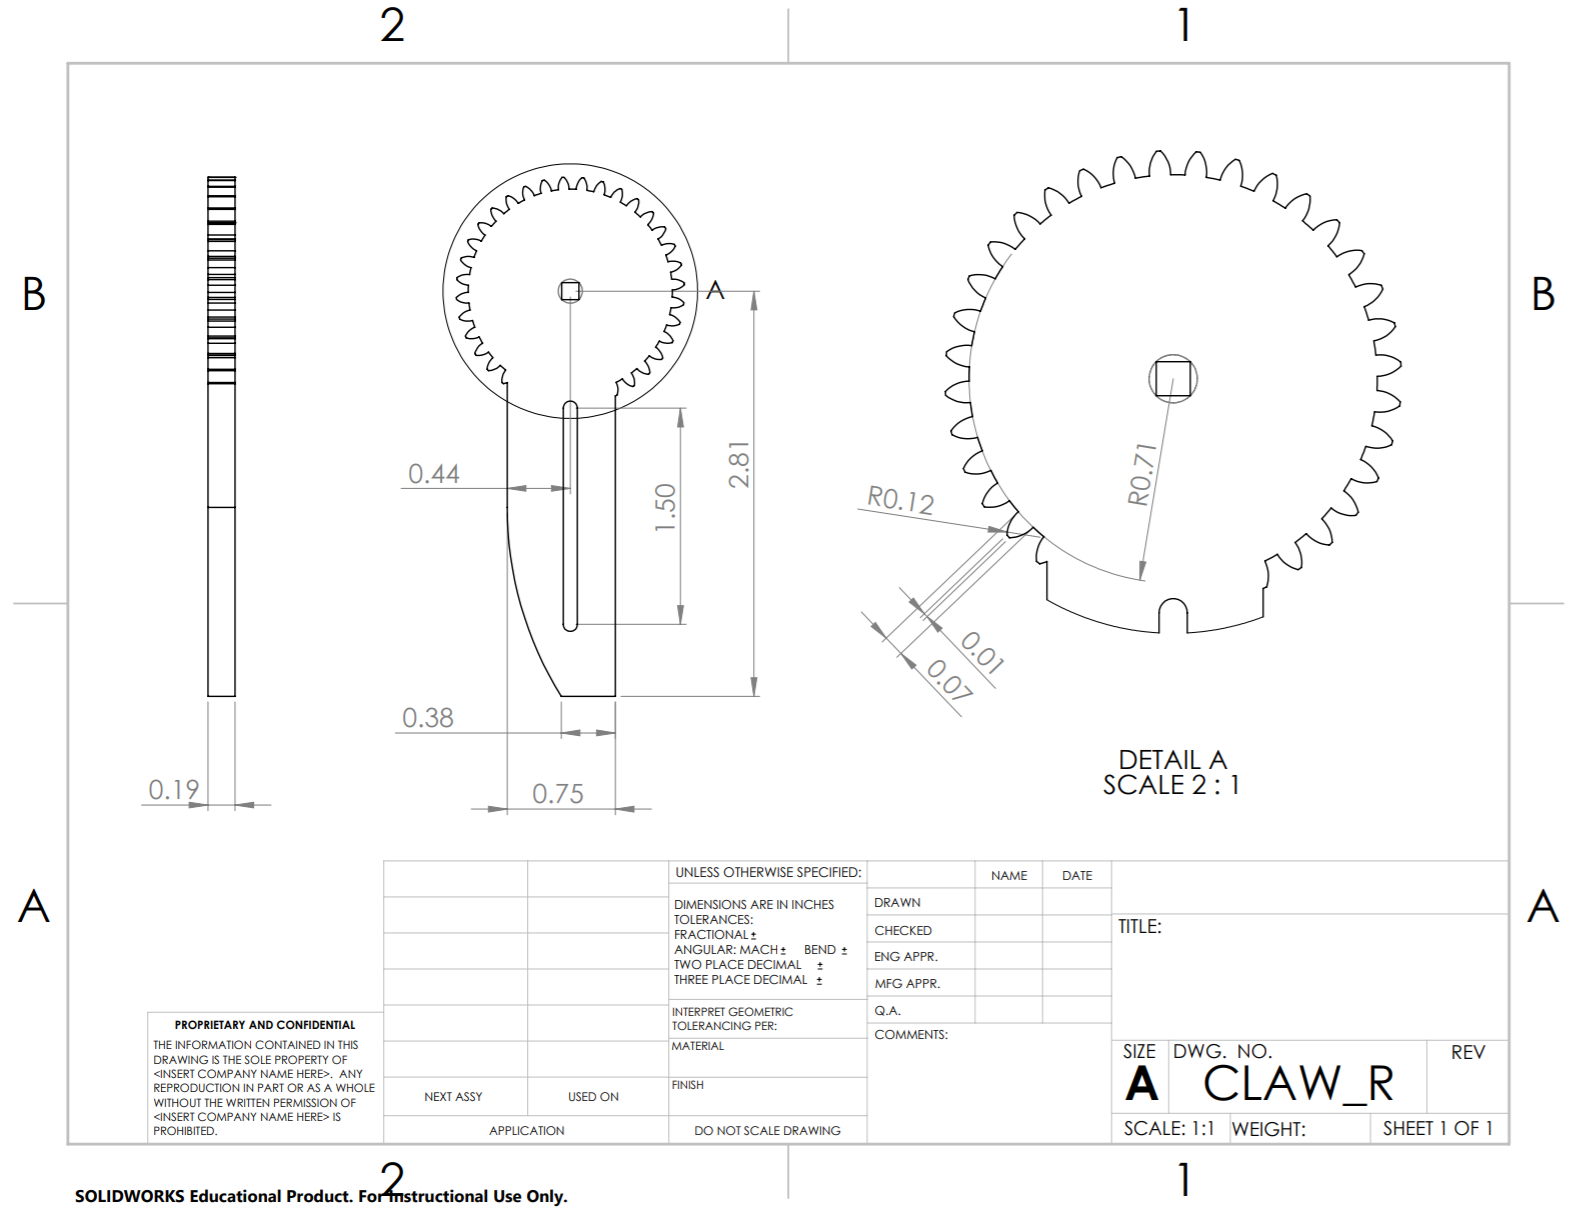 2
1
B
B
A
0.44
1.50
2.81
0.38
0.75
0.19
R0.12
R0.71
0.01
0.07
DETAIL A
SCALE 2 : 1
A
A
UNLESS OTHERWISE SPECIFIED:
DIMENSIONS ARE IN INCHES
TOLERANCES:
FRACTIONAL ±
ANGULAR: MACH ± BEND ±
TWO PLACE DECIMAL ±
THREE PLACE DECIMAL ±
INTERPRET GEOMETRIC
TOLERANCING PER:
MATERIAL
FINISH
DO NOT SCALE DRAWING
NAME
DATE
DRAWN
CHECKED
ENG APPR.
MFG APPR.
Q.A.
COMMENTS:
TITLE:
SIZE
A
DWG. NO.
CLAW_R
REV
SCALE: 1:1
WEIGHT:
SHEET 1 OF 1
PROPRIETARY AND CONFIDENTIAL
THE INFORMATION CONTAINED IN THIS
DRAWING IS THE SOLE PROPERTY OF
<INSERT COMPANY NAME HERE>. ANY
REPRODUCTION IN PART OR AS A WHOLE
WITHOUT THE WRITTEN PERMISSION OF
<INSERT COMPANY NAME HERE> IS
PROHIBITED.
NEXT ASSY
USED ON
APPLICATION
2
1
SOLIDWORKS Educational Product. For Instructional Use Only.